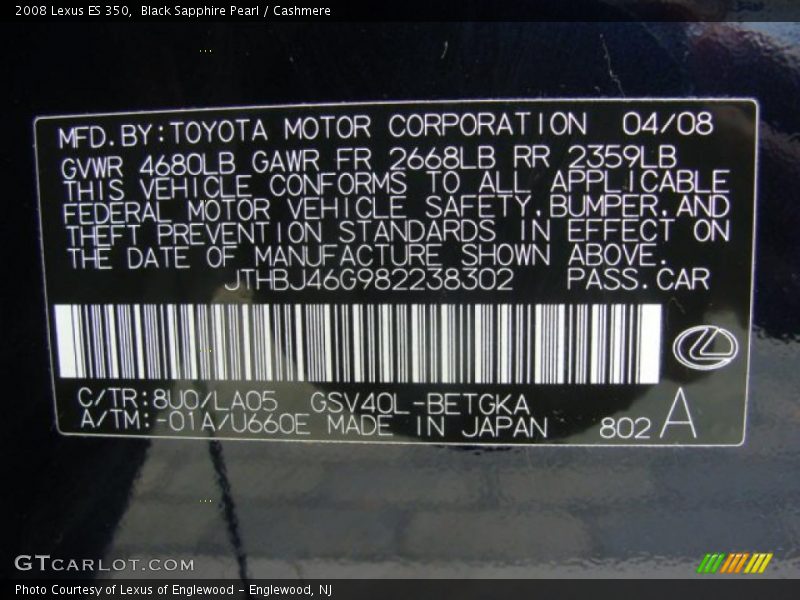 2008 Lexus ES 350,  Black Sapphire Pearl / Cashmere
MFD.BY:TOYOTA MOTOR CORPORATION 04/08
GVWR 4680LB GAWR FR 2668LB RR 2359LB
THIS VEHICLE CONFORMS TO ALL APPLICABLE
FEDERAL MOTOR VEHICLE SAFETY,BUMPER,AND
THEFT PREVENTION STANDARDS IN EFFECT ON
THE DATE OF MANUFACTURE SHOWN ABOVE.
JTHBJ46G982238302 PASS.CAR
C/TR:8U0/LA05 GSV40L-BETGKA
A/TM:-01A/U660E MADE IN JAPAN 802 A
GTCARLOT.COM
Photo Courtesy of Lexus of Englewood – Englewood, NJ